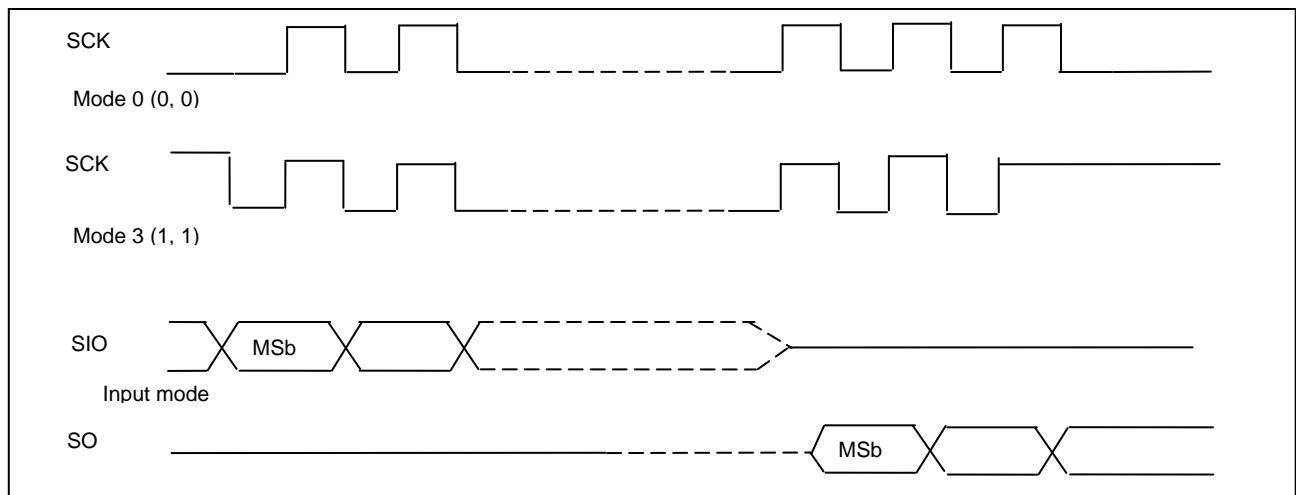 SCK
Mode 0 (0, 0)
SCK
Mode 3 (1, 1)
SIO
MSb
Input mode
SO
MSb